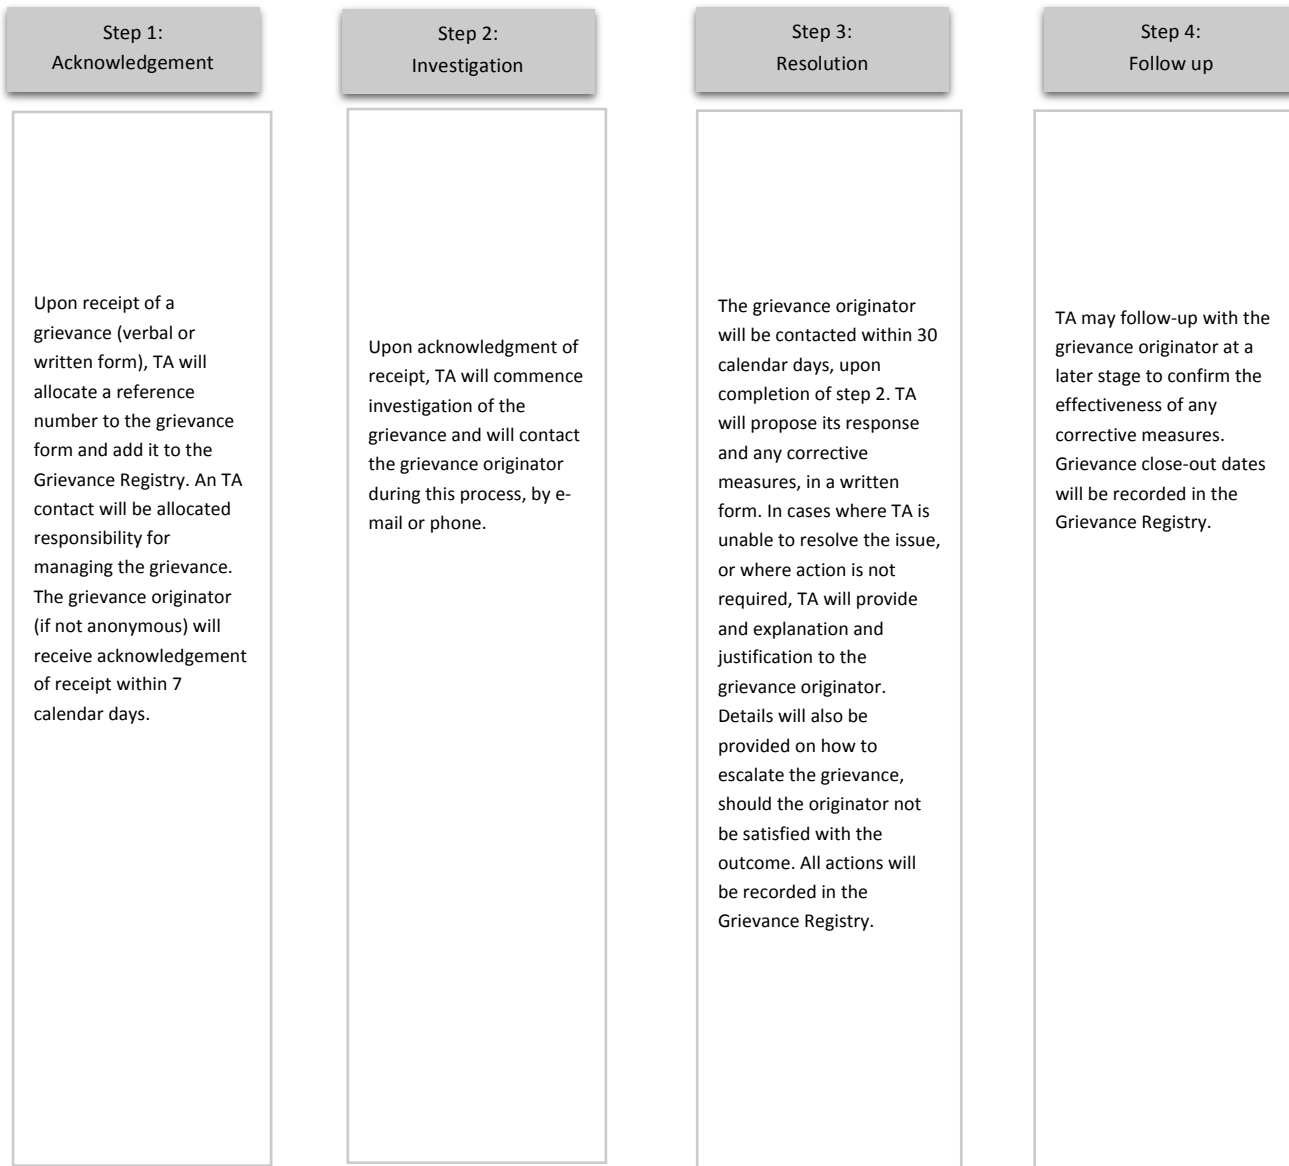 Step 1:
Acknowledgement
Upon receipt of a
grievance (verbal or
written form), TA will
allocate a reference
number to the grievance
form and add it to the
Grievance Registry. An TA
contact will be allocated
responsibility for
managing the grievance.
The grievance originator
(if not anonymous) will
receive acknowledgement
of receipt within 7
calendar days.
Step 2:
Investigation
Upon acknowledgment of
receipt, TA will commence
investigation of the
grievance and will contact
the grievance originator
during this process, by e-
mail or phone.
Step 3:
Resolution
The grievance originator
will be contacted within 30
calendar days, upon
completion of step 2. TA
will propose its response
and any corrective
measures, in a written
form. In cases where TA is
unable to resolve the issue,
or where action is not
required, TA will provide
and explanation and
justification to the
grievance originator.
Details will also be
provided on how to
escalate the grievance,
should the originator not
be satisfied with the
outcome. All actions will
be recorded in the
Grievance Registry.
Step 4:
Follow up
TA may follow-up with the
grievance originator at a
later stage to confirm the
effectiveness of any
corrective measures.
Grievance close-out dates
will be recorded in the
Grievance Registry.